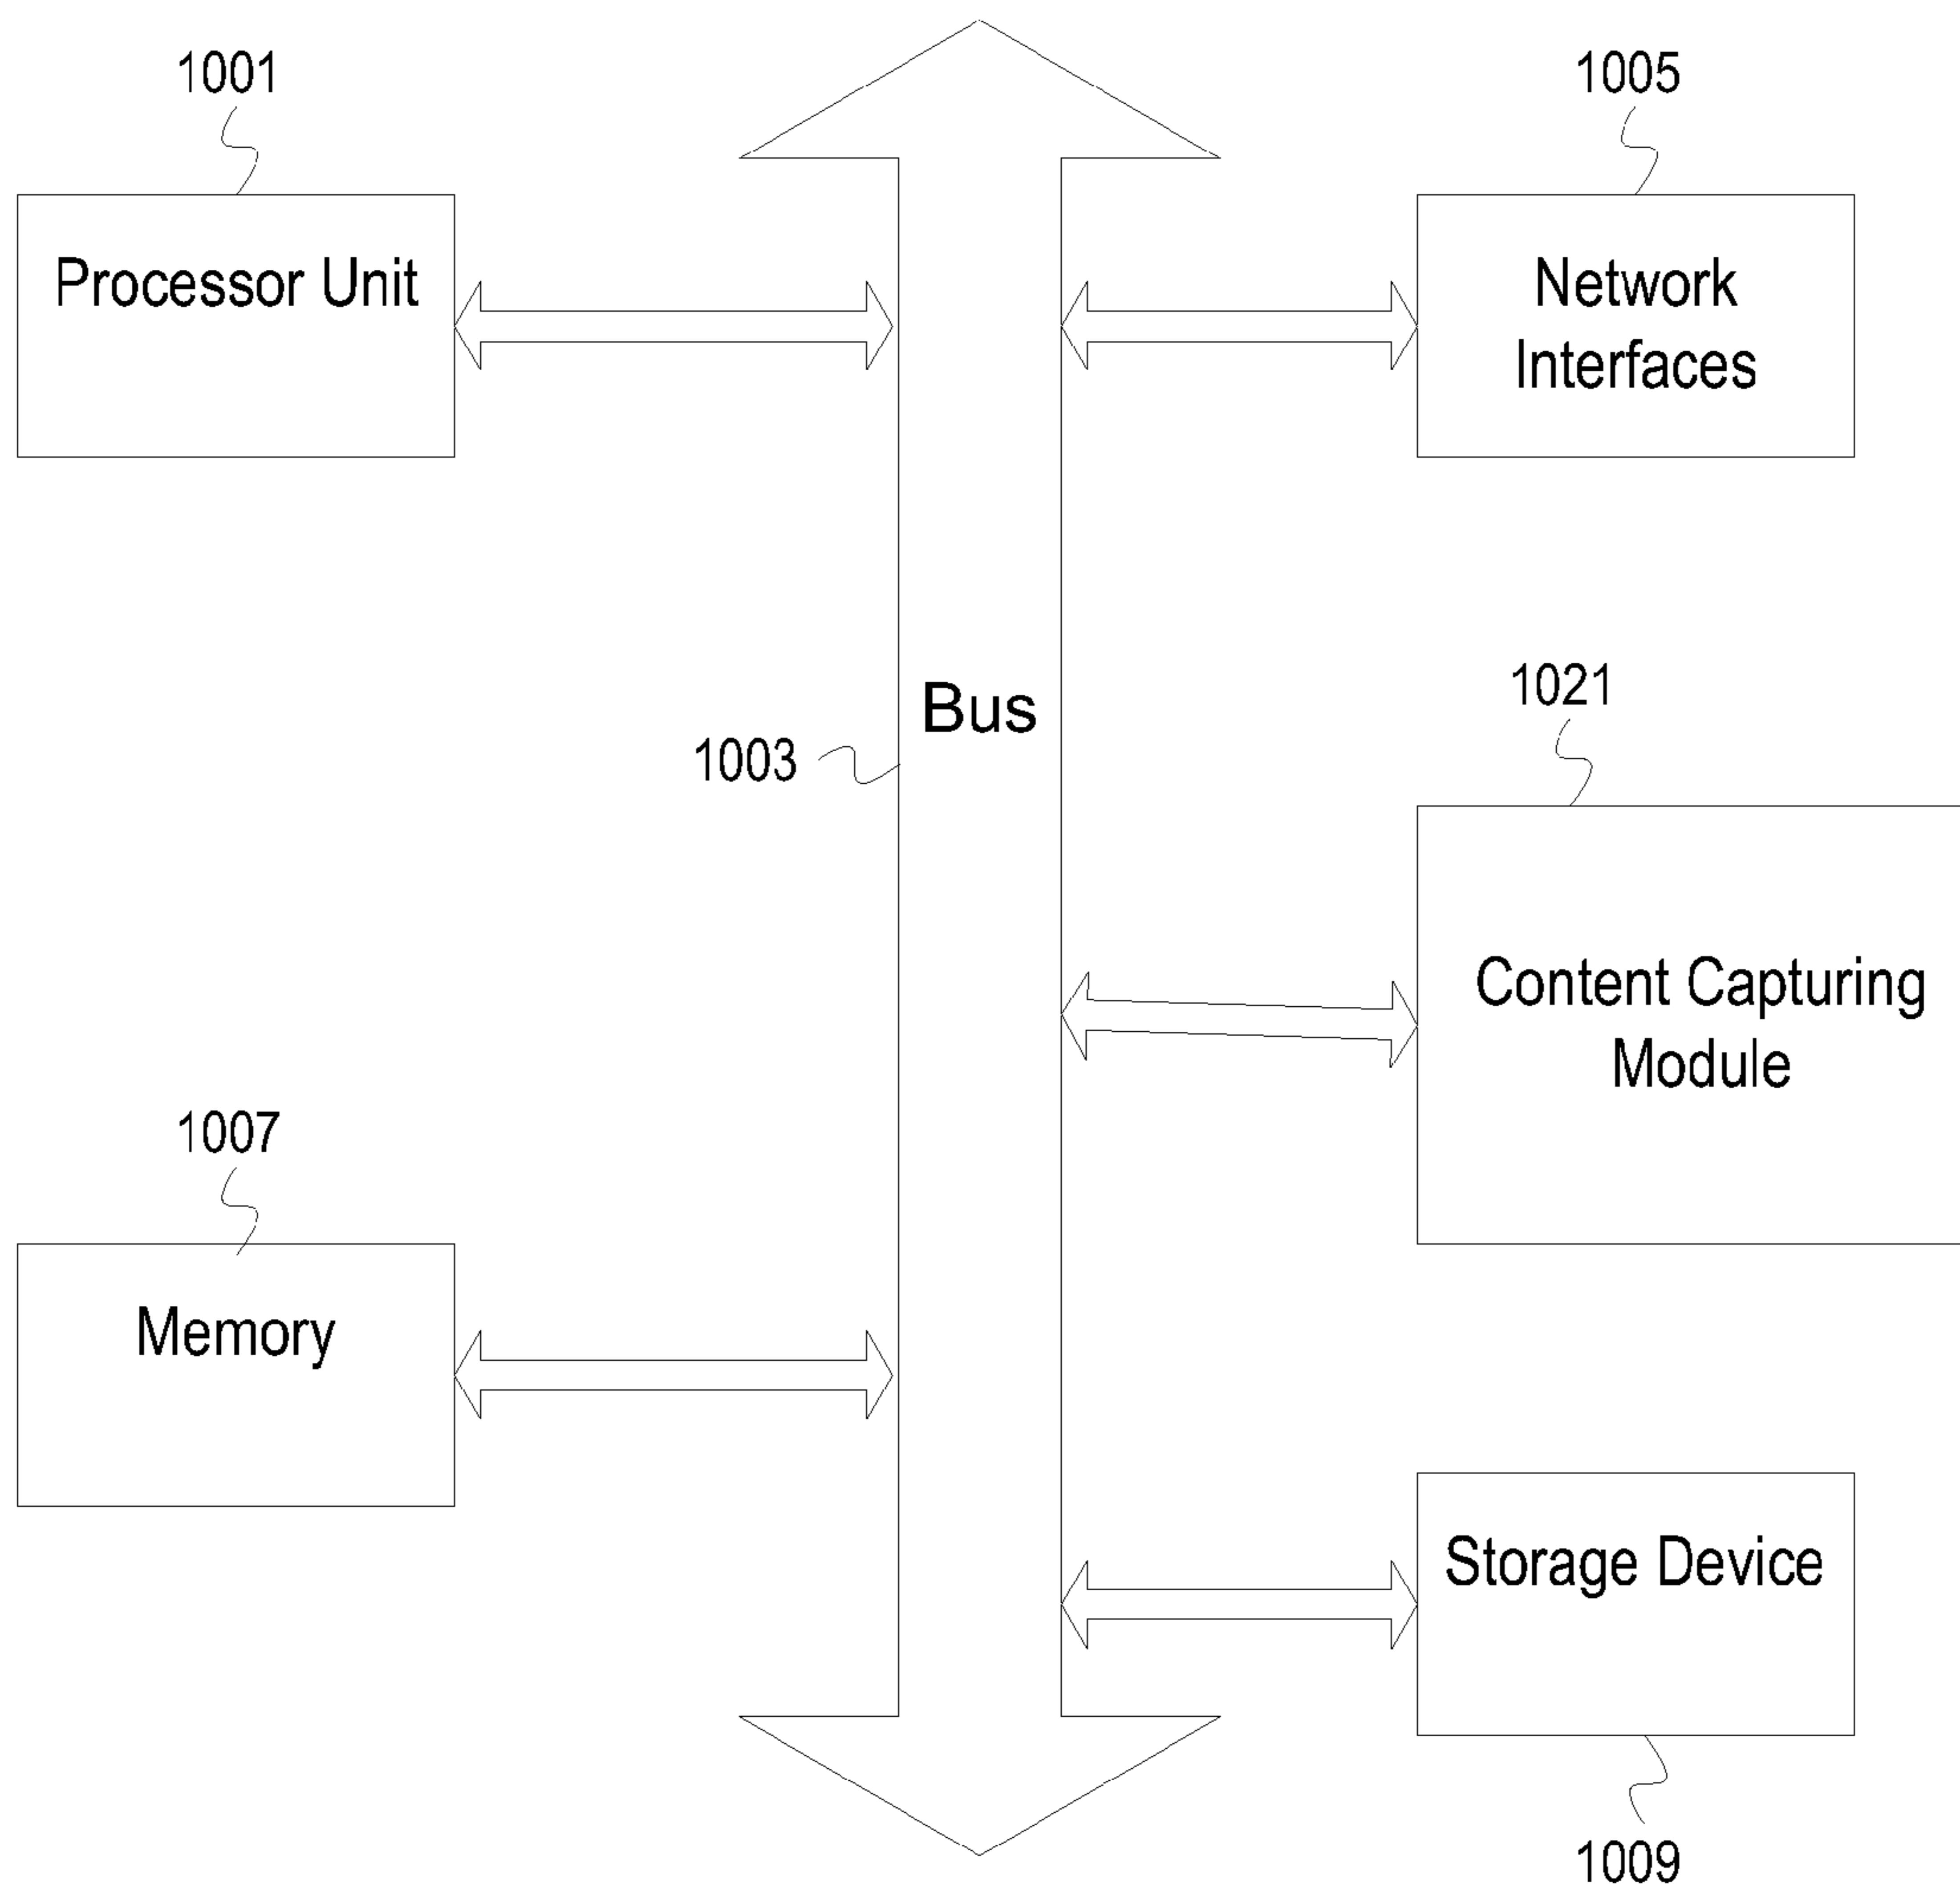 1001
1005
Processor Unit
Network
Interfaces
1021
Bus
1003
Content Capturing
Module
1007
Memory
Storage Device
1009